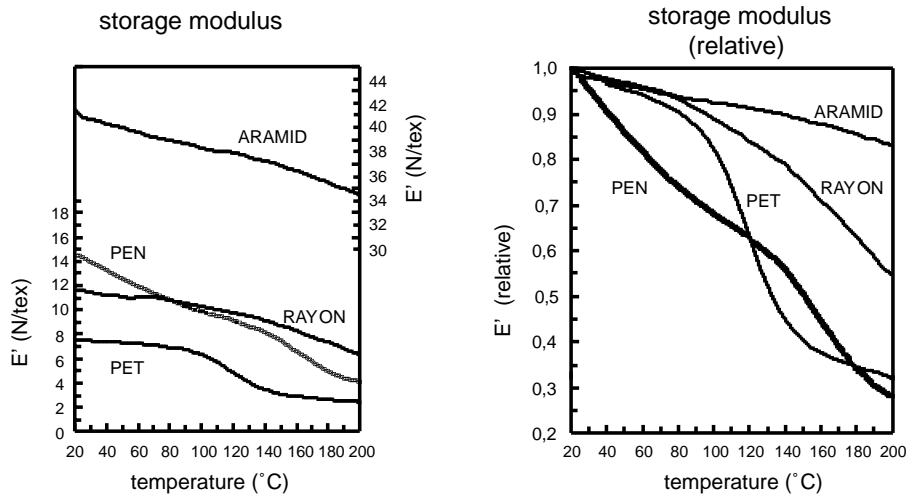 storage modulus
44
42
40
38
36
34
32
30
E' (N/tex)
ARAMID
18
16
14
12
10
8
6
4
2
0
E' (N/tex)
PEN
RAYON
PET
20 40 60 80 100 120 140 160 180 200
temperature (˚C)
storage modulus
(relative)
1,0
0,9
0,8
0,7
0,6
0,5
0,4
0,3
0,2
E' (relative)
ARAMID
RAYON
PEN
PET
20 40 60 80 100 120 140 160 180 200
temperature (˚C)